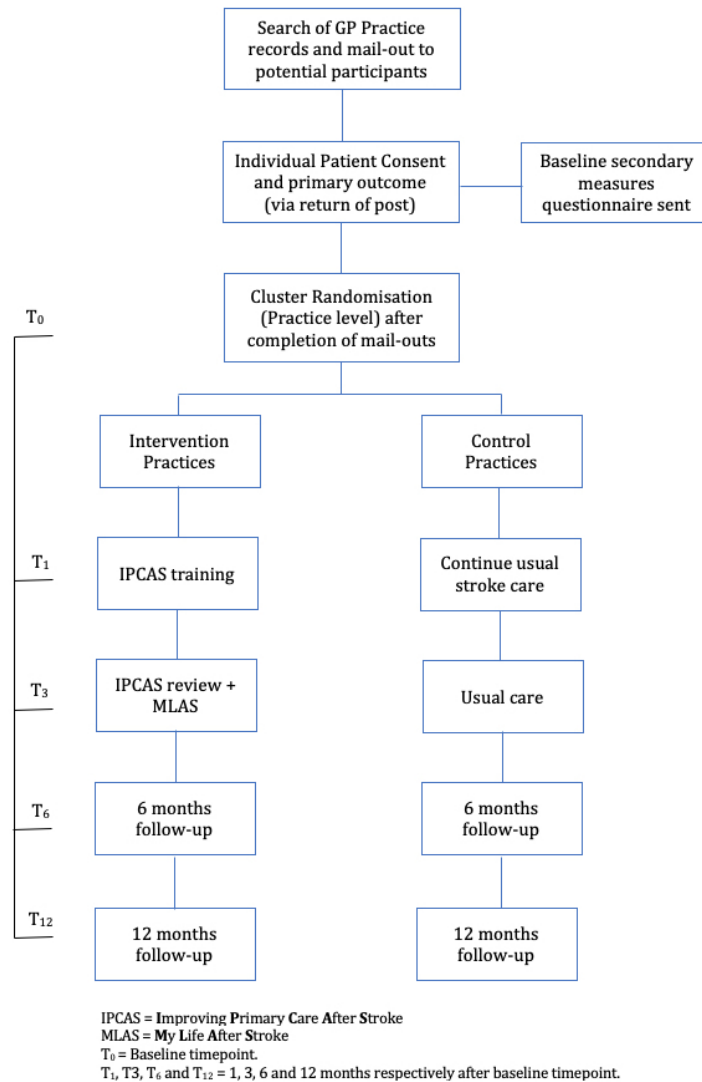 Search of GP Practice
records and mail-out to
potential participants
Individual Patient Consent
and primary outcome
(via return of post)
Baseline secondary
measures
questionnaire sent
Cluster Randomisation
(Practice level) after
completion of mail-outs
T₀
Intervention
Practices
Control
Practices
T₁
IPCAS training
Continue usual
stroke care
T₃
IPCAS review +
MLAS
Usual care
T₆
6 months
follow-up
6 months
follow-up
T₁₂
12 months
follow-up
12 months
follow-up
IPCAS = Improving Primary Care After Stroke
MLAS = My Life After Stroke
T₀ = Baseline timepoint.
T₁, T3, T₆ and T₁₂ = 1, 3, 6 and 12 months respectively after baseline timepoint.